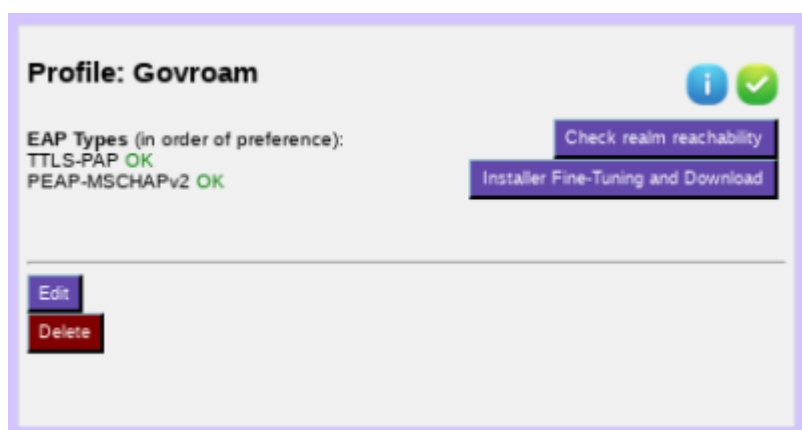 Profile: Govroam
EAP Types (in order of preference):
TTLS-PAP OK
PEAP-MSCHAPv2 OK
Check realm reachability
Installer Fine-Tuning and Download
Edit
Delete